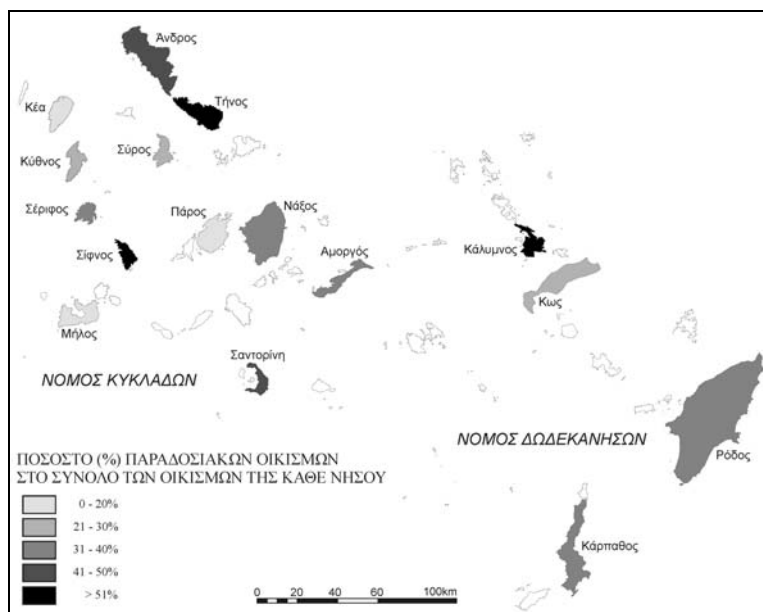 Άνδρος
Τήνος
Κέα
Κύθνος
Σύρος
Σέριφος
Πάρος
Νάξος
Σίφνος
Αμοργός
Κάλυμνος
Κως
Μήλος
Σαντορίνη
ΝΟΜΟΣ ΚΥΚΛΑΔΩΝ
ΝΟΜΟΣ ΔΩΔΕΚΑΝΗΣΩΝ
Ρόδος
Κάρπαθος
ΠΟΣΟΣΤΟ (%) ΠΑΡΑΔΟΣΙΑΚΩΝ ΟΙΚΙΣΜΩΝ
ΣΤΟ ΣΥΝΟΛΟ ΤΩΝ ΟΙΚΙΣΜΩΝ ΤΗΣ ΚΑΘΕ ΝΗΣΟΥ
0 - 20%
21 - 30%
31 - 40%
41 - 50%
> 51%
0 20 40 60 100km